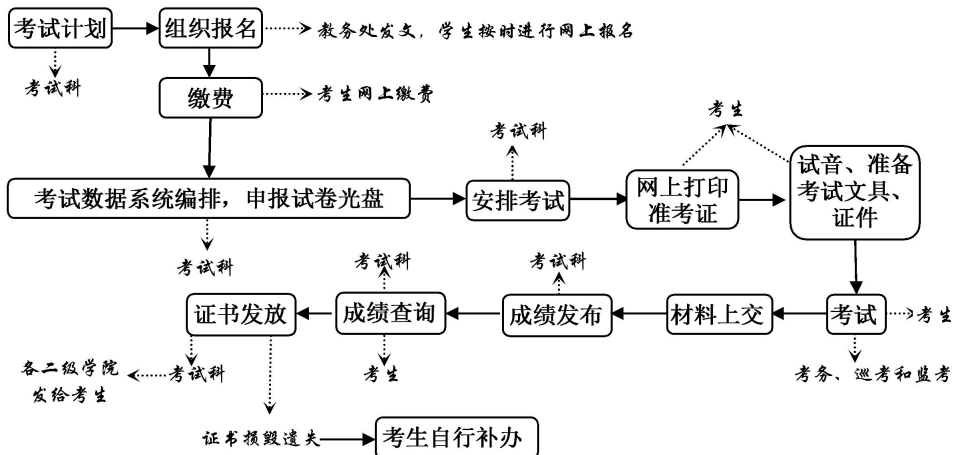 考试计划
组织报名
教务处发文，学生按时进行网上报名
考试科
缴费
考生网上缴费
考试数据系统编排，申报试卷光盘
考试科
考试科
安排考试
考生
网上打印
准考证
试音、准备
考试文具、
证件
考试
考生
考务、巡考和监考
材料上交
考试科
成绩发布
考试科
成绩查询
考生
证书发放
考试科
各二级学院
发给考生
证书损毁遗失
考生自行补办